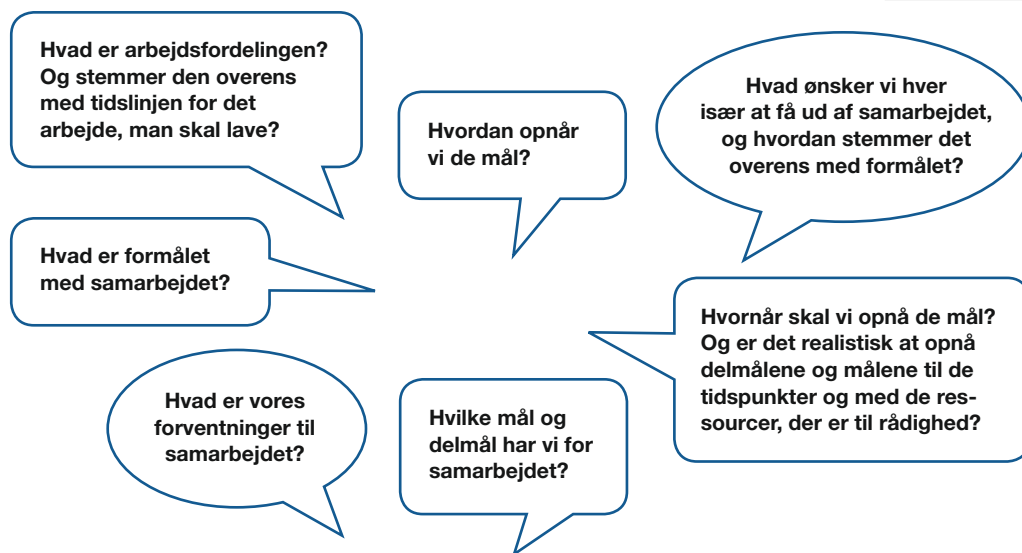 Hvad er arbejdsfordelingen?
Og stemmer den overens
med tidslinjen for det
arbejde, man skal lave?
Hvordan opnår
vi de mål?
Hvad ønsker vi hver
især at få ud af samarbejdet,
og hvordan stemmer det
overens med formålet?
Hvad er formålet
med samarbejdet?
Hvornår skal vi opnå de mål?
Og er det realistisk at opnå
delmålene og målene til de
tidspunkter og med de res-
sourcer, der er til rådighed?
Hvad er vores
forventninger til
samarbejdet?
Hvilke mål og
delmål har vi for
samarbejdet?